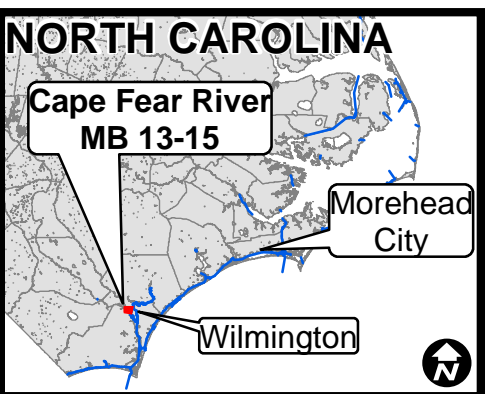 NORTH CAROLINA
Cape Fear River
MB 13-15
Morehead
City
Wilmington
N